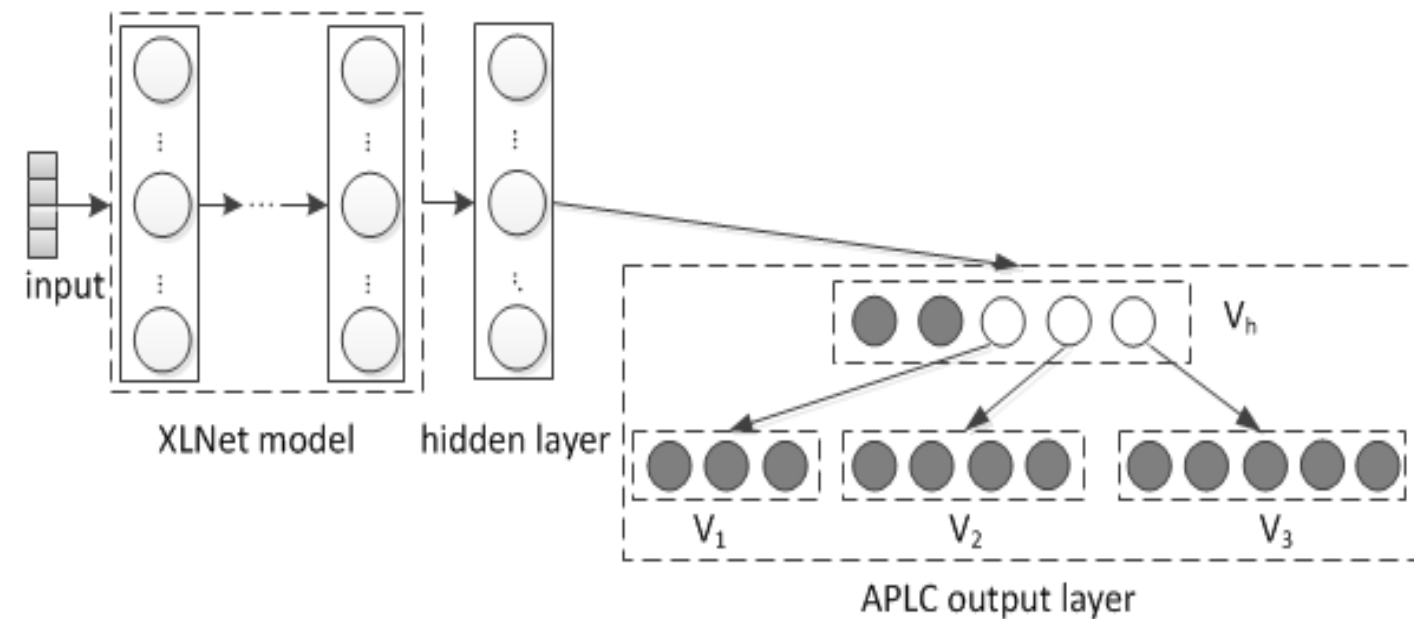 input
XLNet model
hidden layer
Vₕ
V₁
V₂
V₃
APLC output layer